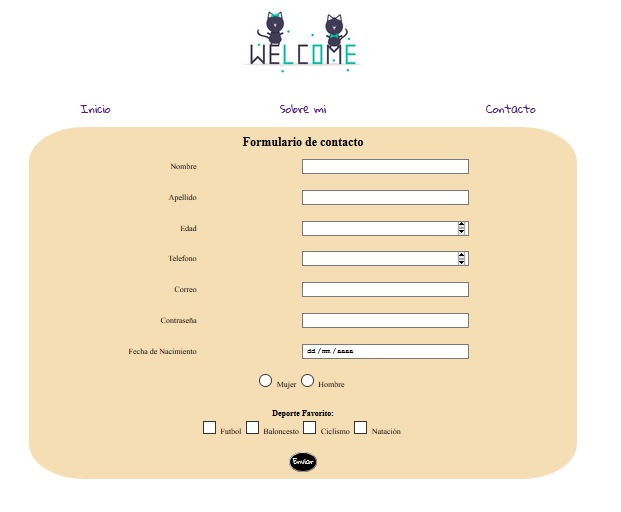 WELCOME
Inicio Sobre mi Contacto
Formulario de contacto
Nombre
Apellido
Edad
Telefono
Correo
Contraseña
Fecha de Nacimiento dd / mm / aaaa
Mujer Hombre
Deporte Favorito:
Futbol Baloncesto Ciclismo Natación
Enviar